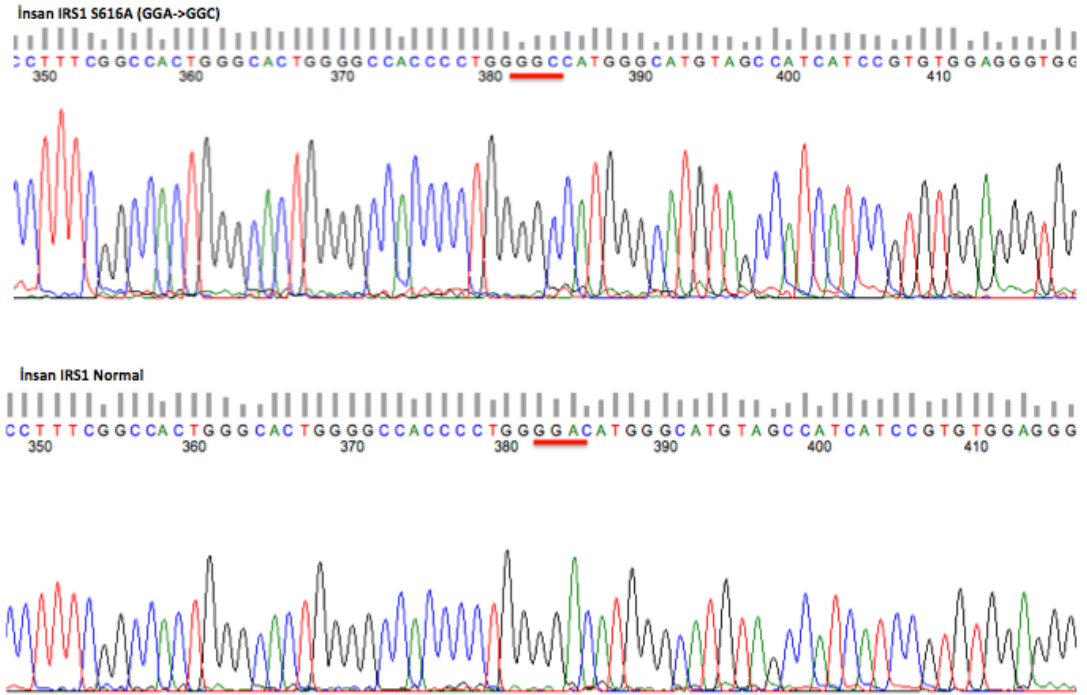 İnsan IRS1 S616A (GGA->GGC)
CCTTTCGGCCACTGGGCACTGGGGCCACCCCTGGGGCCATGGGCATGTAGCCATCATCCGTGTGGAGGGTGG
350 360 370 380 390 400 410
İnsan IRS1 Normal
CCTTTCGGCCACTGGGCACTGGGGCCACCCCTGGGGACATGGGCATGTAGCCATCATCCGTGTGGAGGG
350 360 370 380 390 400 410